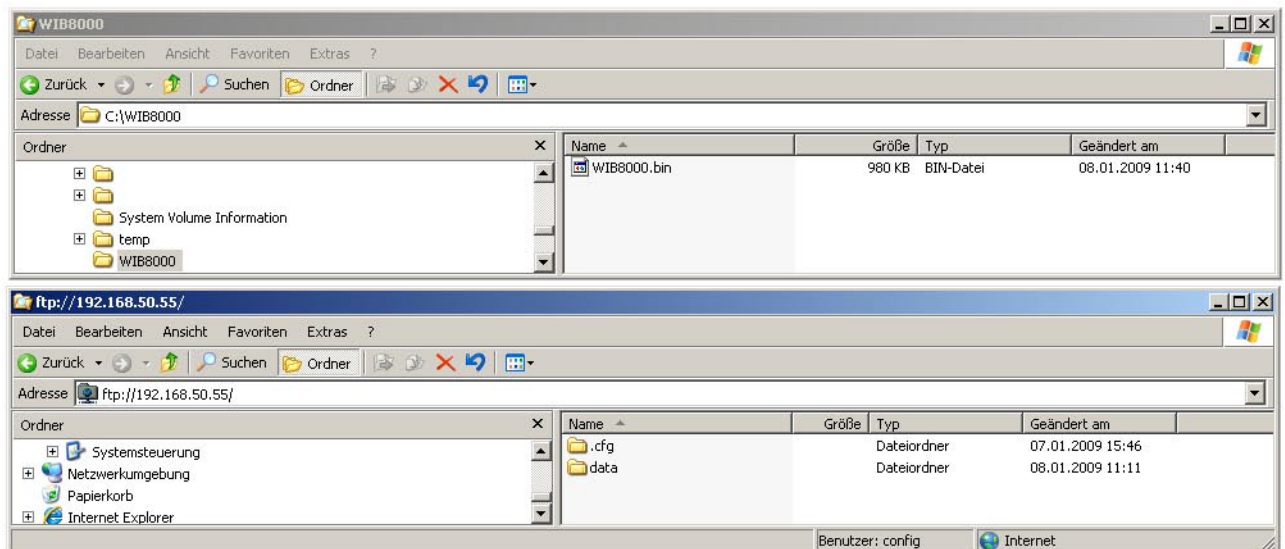 WIB8000
Datei Bearbeiten Ansicht Favoriten Extras ?
Zurück Suchen Ordner
Adresse C:\WIB8000
Ordner
Name Größe Typ Geändert am
WIB8000.bin 980 KB BIN-Datei 08.01.2009 11:40
System Volume Information
temp
WIB8000
ftp://192.168.50.55/
Datei Bearbeiten Ansicht Favoriten Extras ?
Zurück Suchen Ordner
Adresse ftp://192.168.50.55/
Ordner
Name Größe Typ Geändert am
.cfg Dateiordner 07.01.2009 15:46
data Dateiordner 08.01.2009 11:11
Systemsteuerung
Netzwerkumgebung
Papierkorb
Internet Explorer
Benutzer: config Internet